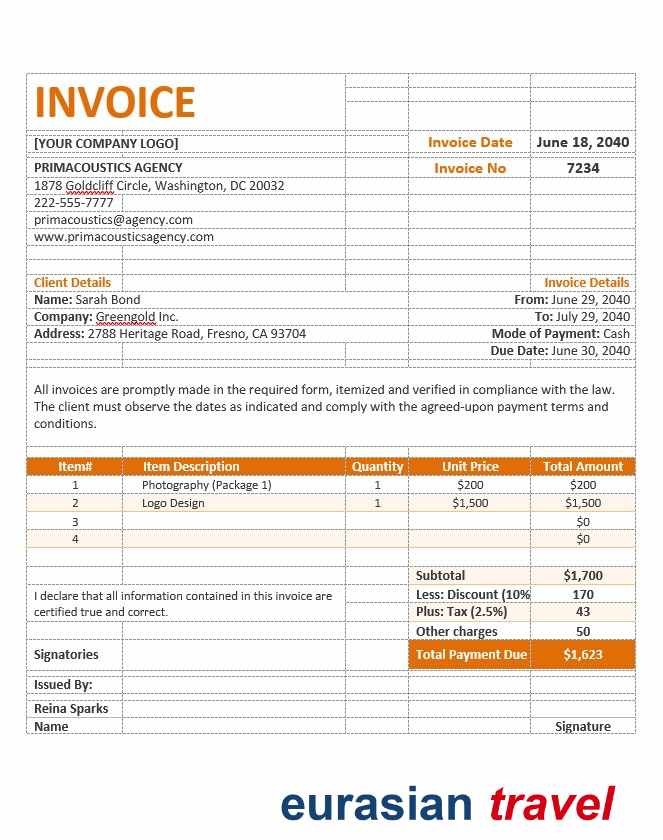 INVOICE
[YOUR COMPANY LOGO] Invoice Date June 18, 2040
PRIMACOUSTICS AGENCY Invoice No 7234
1878 Goldcliff Circle, Washington, DC 20032
222-555-7777
primacoustics@agency.com
www.primacousticsagency.com
Client Details Invoice Details
Name: Sarah Bond From: June 29, 2040
Company: Greengold Inc. To: July 29, 2040
Address: 2788 Heritage Road, Fresno, CA 93704 Mode of Payment: Cash
Due Date: June 30, 2040
All invoices are promptly made in the required form, itemized and verified in compliance with the law.
The client must observe the dates as indicated and comply with the agreed-upon payment terms and
conditions.
Item# Item Description Quantity Unit Price Total Amount
1 Photography (Package 1) 1 $200 $200
2 Logo Design 1 $1,500 $1,500
3 $0
4 $0
Subtotal $1,700
I declare that all information contained in this invoice are Less: Discount (10% 170
certified true and correct. Plus: Tax (2.5%) 43
Other charges 50
Signatories Total Payment Due $1,623
Issued By:
Reina Sparks
Name Signature
eurasian travel